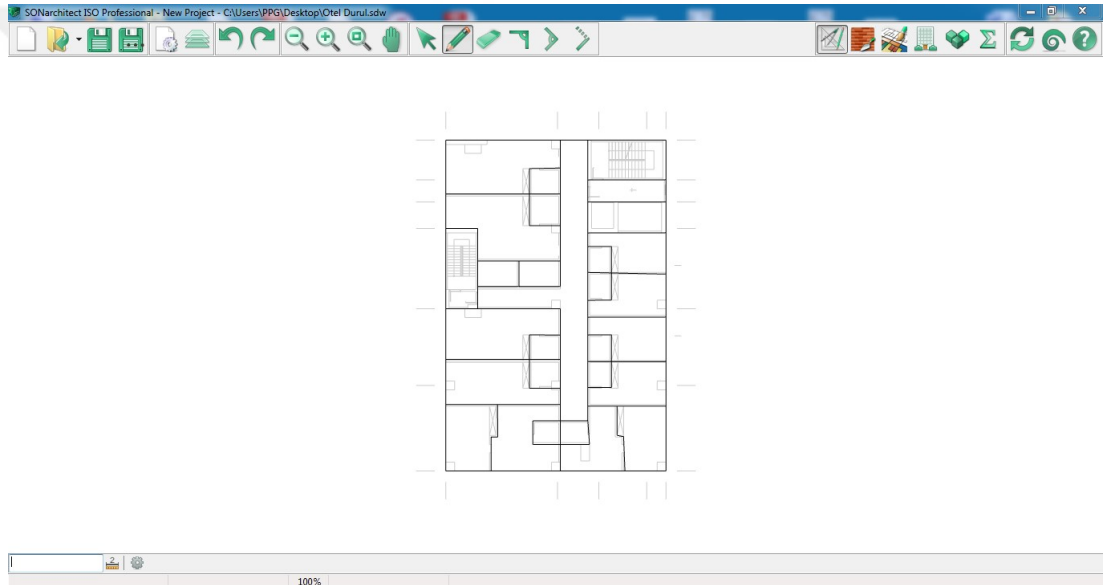 SONarchitect ISO Professional - New Project - C:\Users\PPG\Desktop\Otel Durul.sdw
Σ
?
2
100%